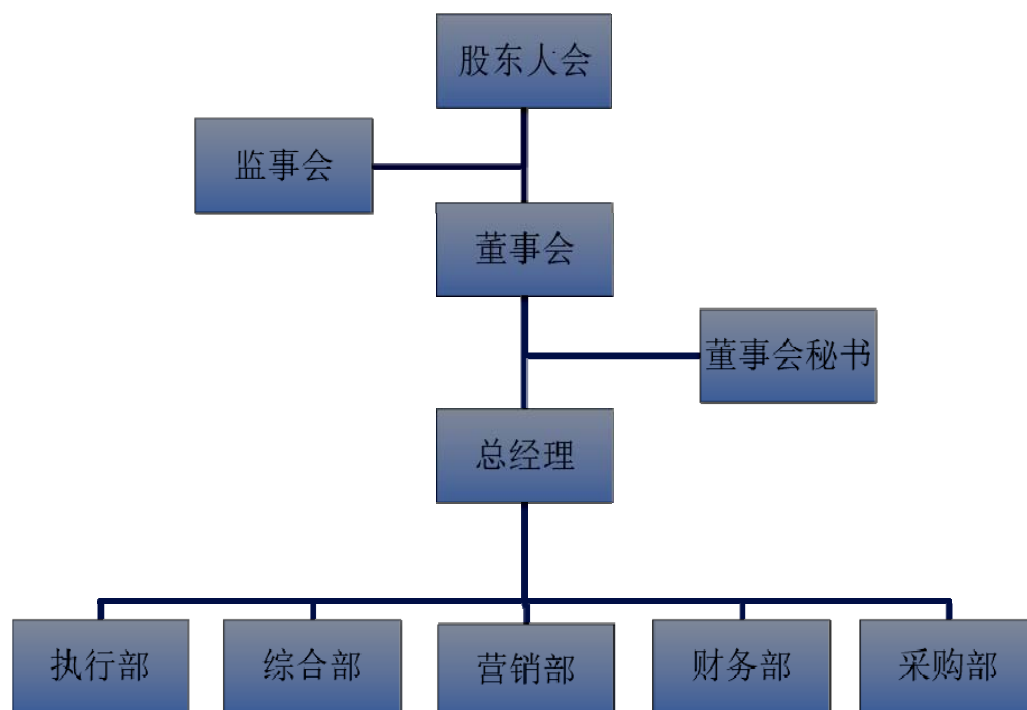 股东人会
监事会
董事会
董事会秘书
总经理
执行部
综合部
营销部
财务部
采购部